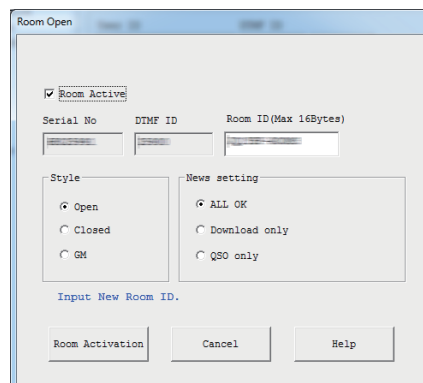 Room Open
Room Active
Serial No DTMF ID Room ID(Max 16Bytes)
Style News setting
Open ALL OK
Closed Download only
GM QSO only
Input New Room ID.
Room Activation Cancel Help